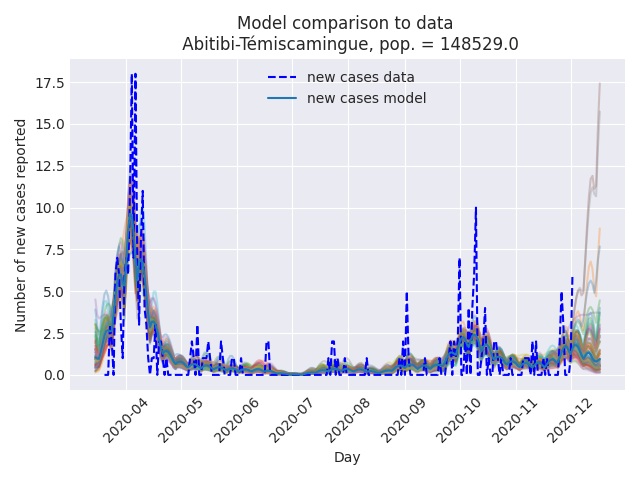 Model comparison to data
Abitibi-Témiscamingue, pop. = 148529.0
new cases data
new cases model
Number of new cases reported
17.5
15.0
12.5
10.0
7.5
5.0
2.5
0.0
2020-04
2020-05
2020-06
2020-07
2020-08
2020-09
2020-10
2020-11
2020-12
Day